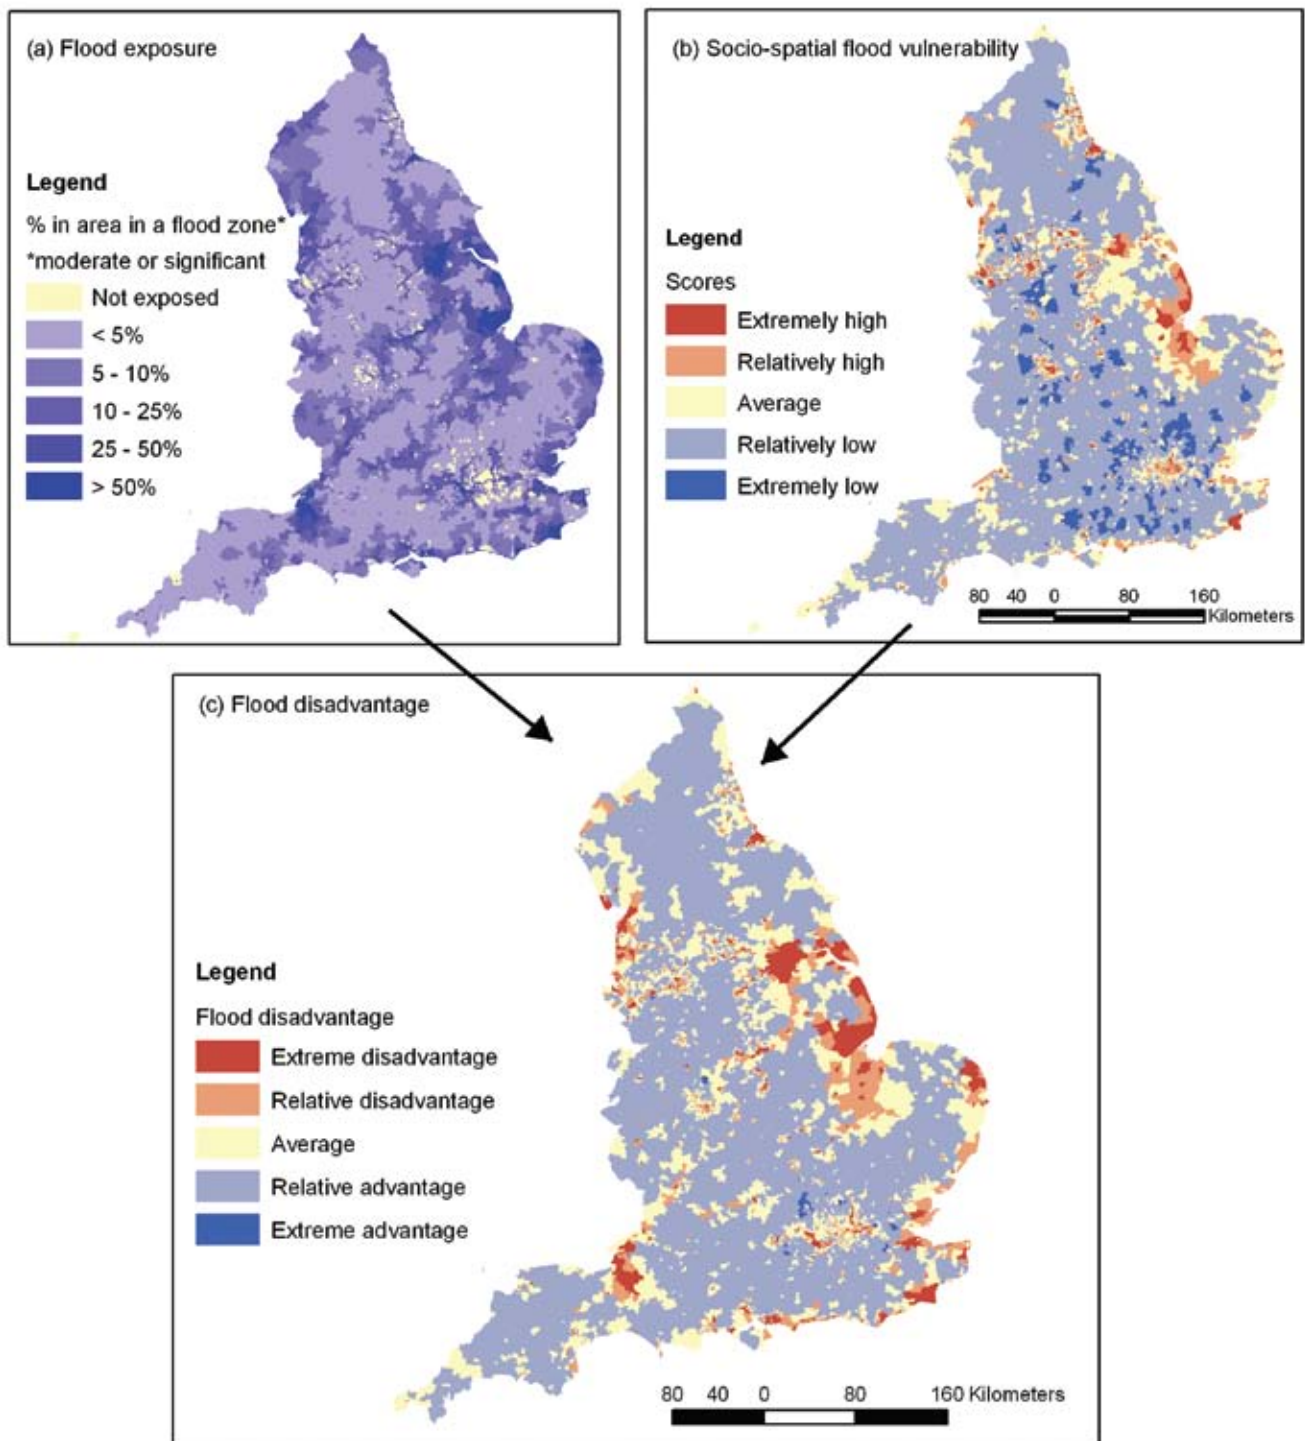 (a) Flood exposure
Legend
% in area in a flood zone*
*moderate or significant
Not exposed
< 5%
5 - 10%
10 - 25%
25 - 50%
> 50%
(b) Socio-spatial flood vulnerability
Legend
Scores
Extremely high
Relatively high
Average
Relatively low
Extremely low
80 40 0 80 160
Kilometers
(c) Flood disadvantage
Legend
Flood disadvantage
Extreme disadvantage
Relative disadvantage
Average
Relative advantage
Extreme advantage
80 40 0 80 160 Kilometers